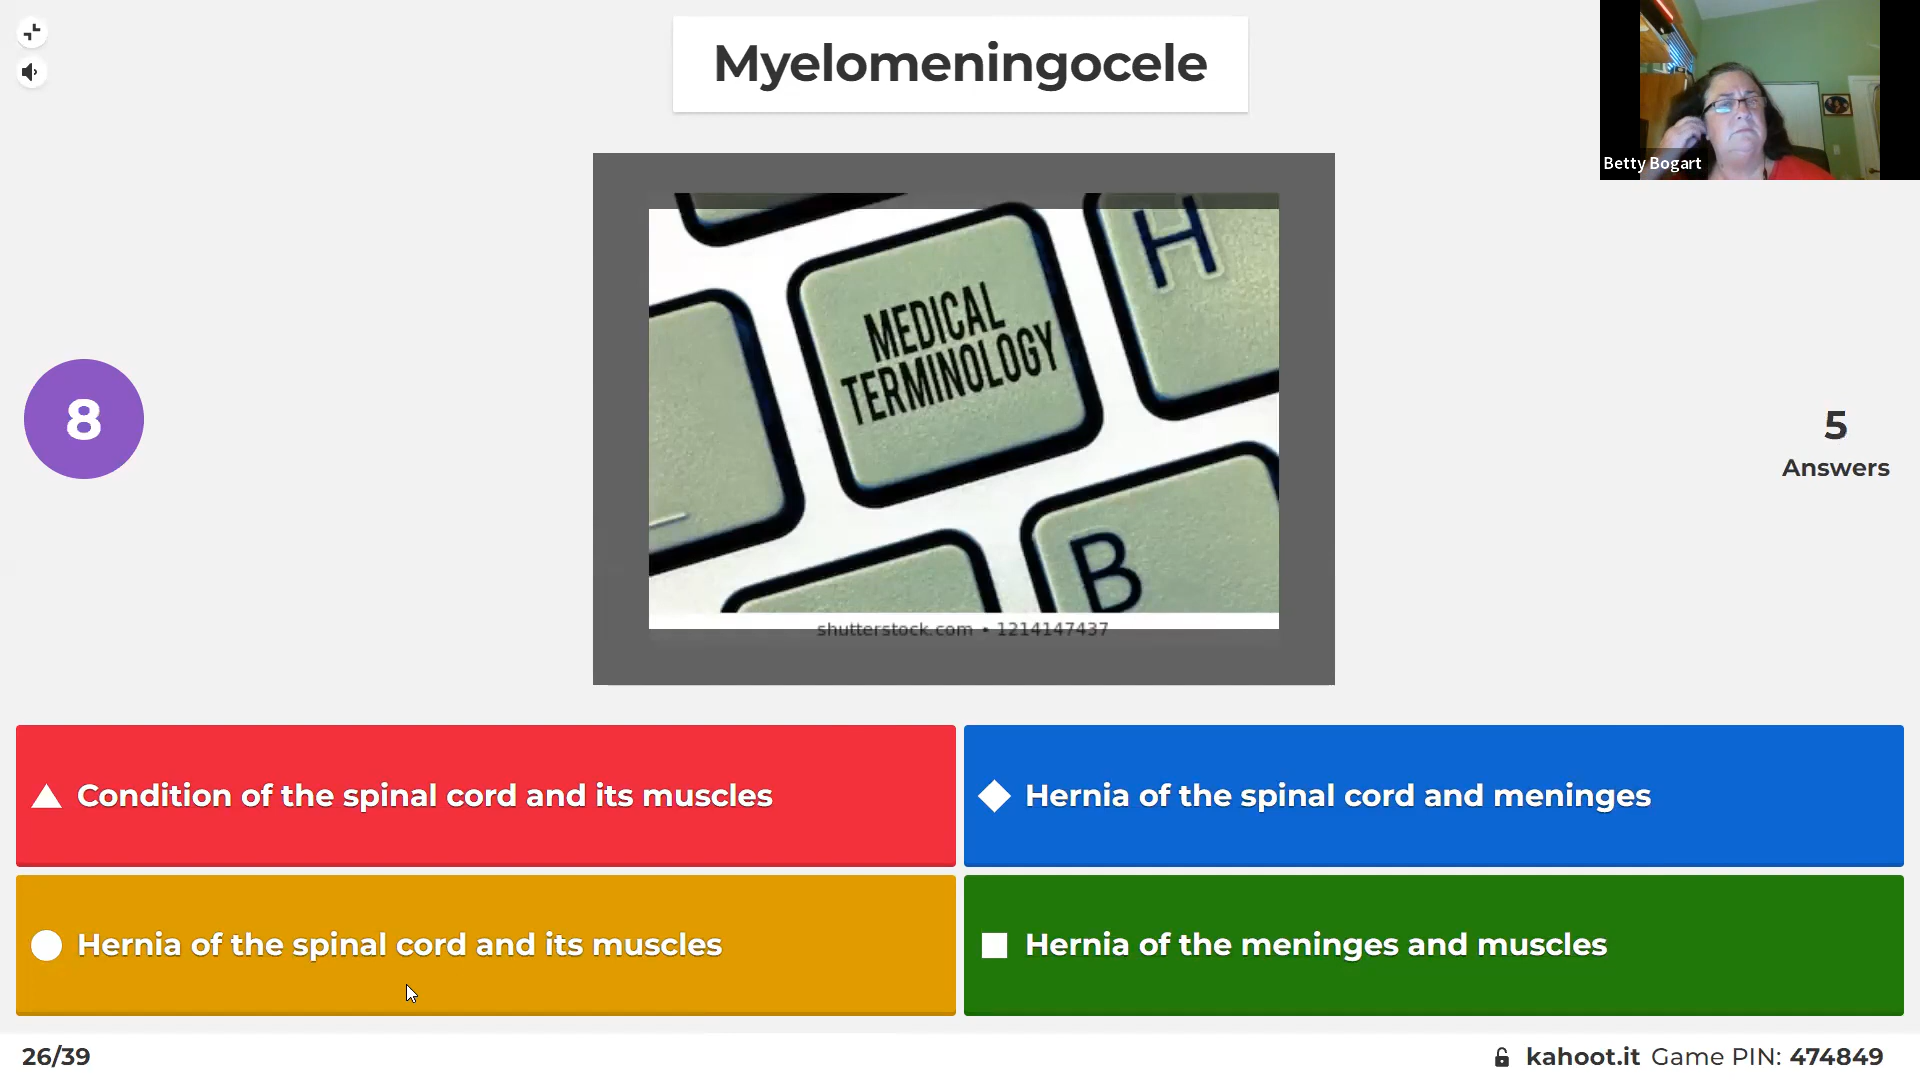 Myelomeningocele
Betty Bogart
H
MEDICAL
TERMINOLOGY
B
shutterstock.com • 1214147437
8
5
Answers
Condition of the spinal cord and its muscles
Hernia of the spinal cord and meninges
Hernia of the spinal cord and its muscles
Hernia of the meninges and muscles
26/39
kahoot.it Game PIN: 474849